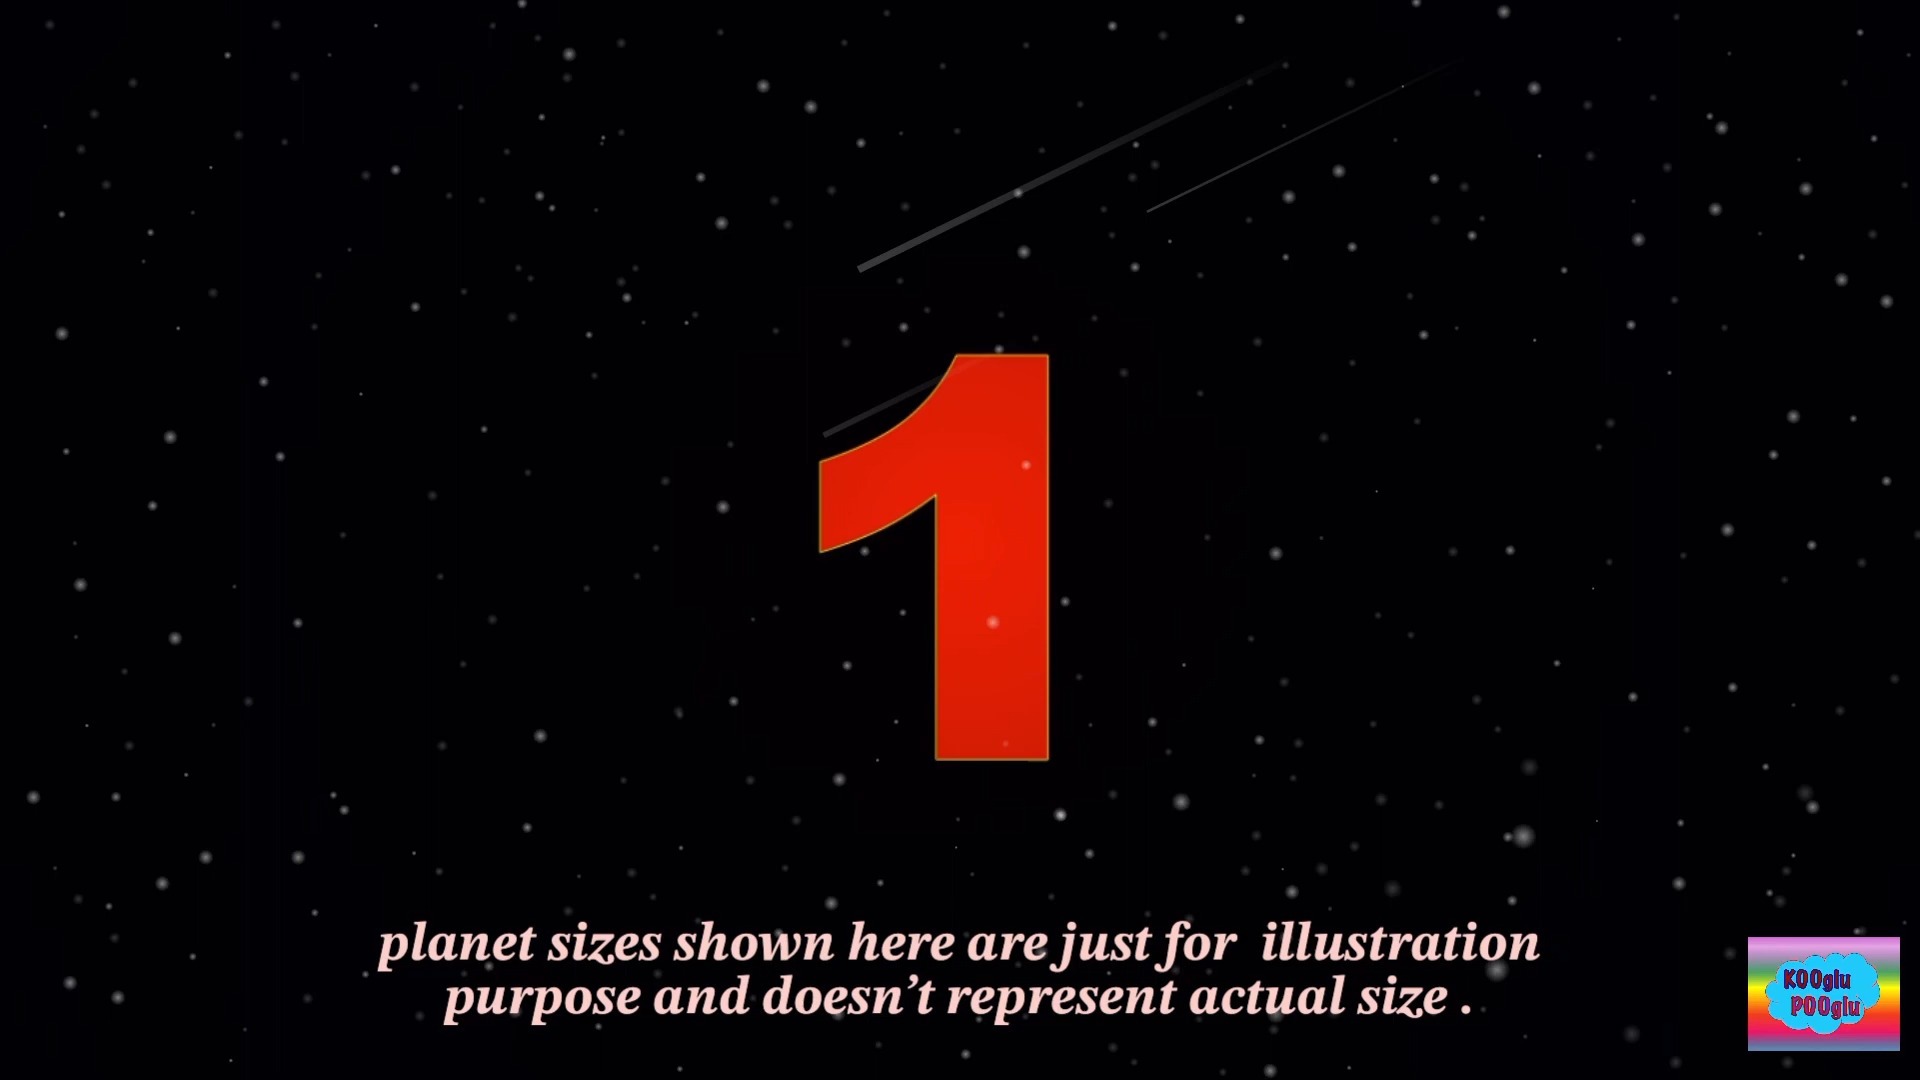 1
planet sizes shown here are just for  illustration
purpose and doesn’t represent actual size .
KOOglu
POOglu